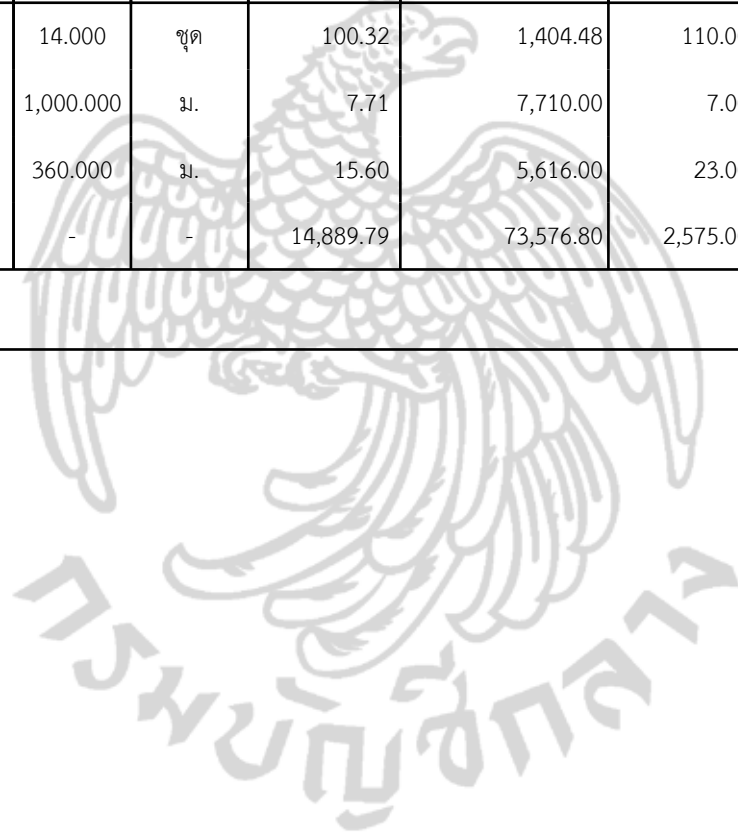 14.000 ชุด 100.32 1,404.48 110.0
1,000.000 ม. 7.71 7,710.00 7.0
360.000 ม. 15.60 5,616.00 23.0
- - 14,889.79 73,576.80 2,575.0
กรมบัญชีกลาง